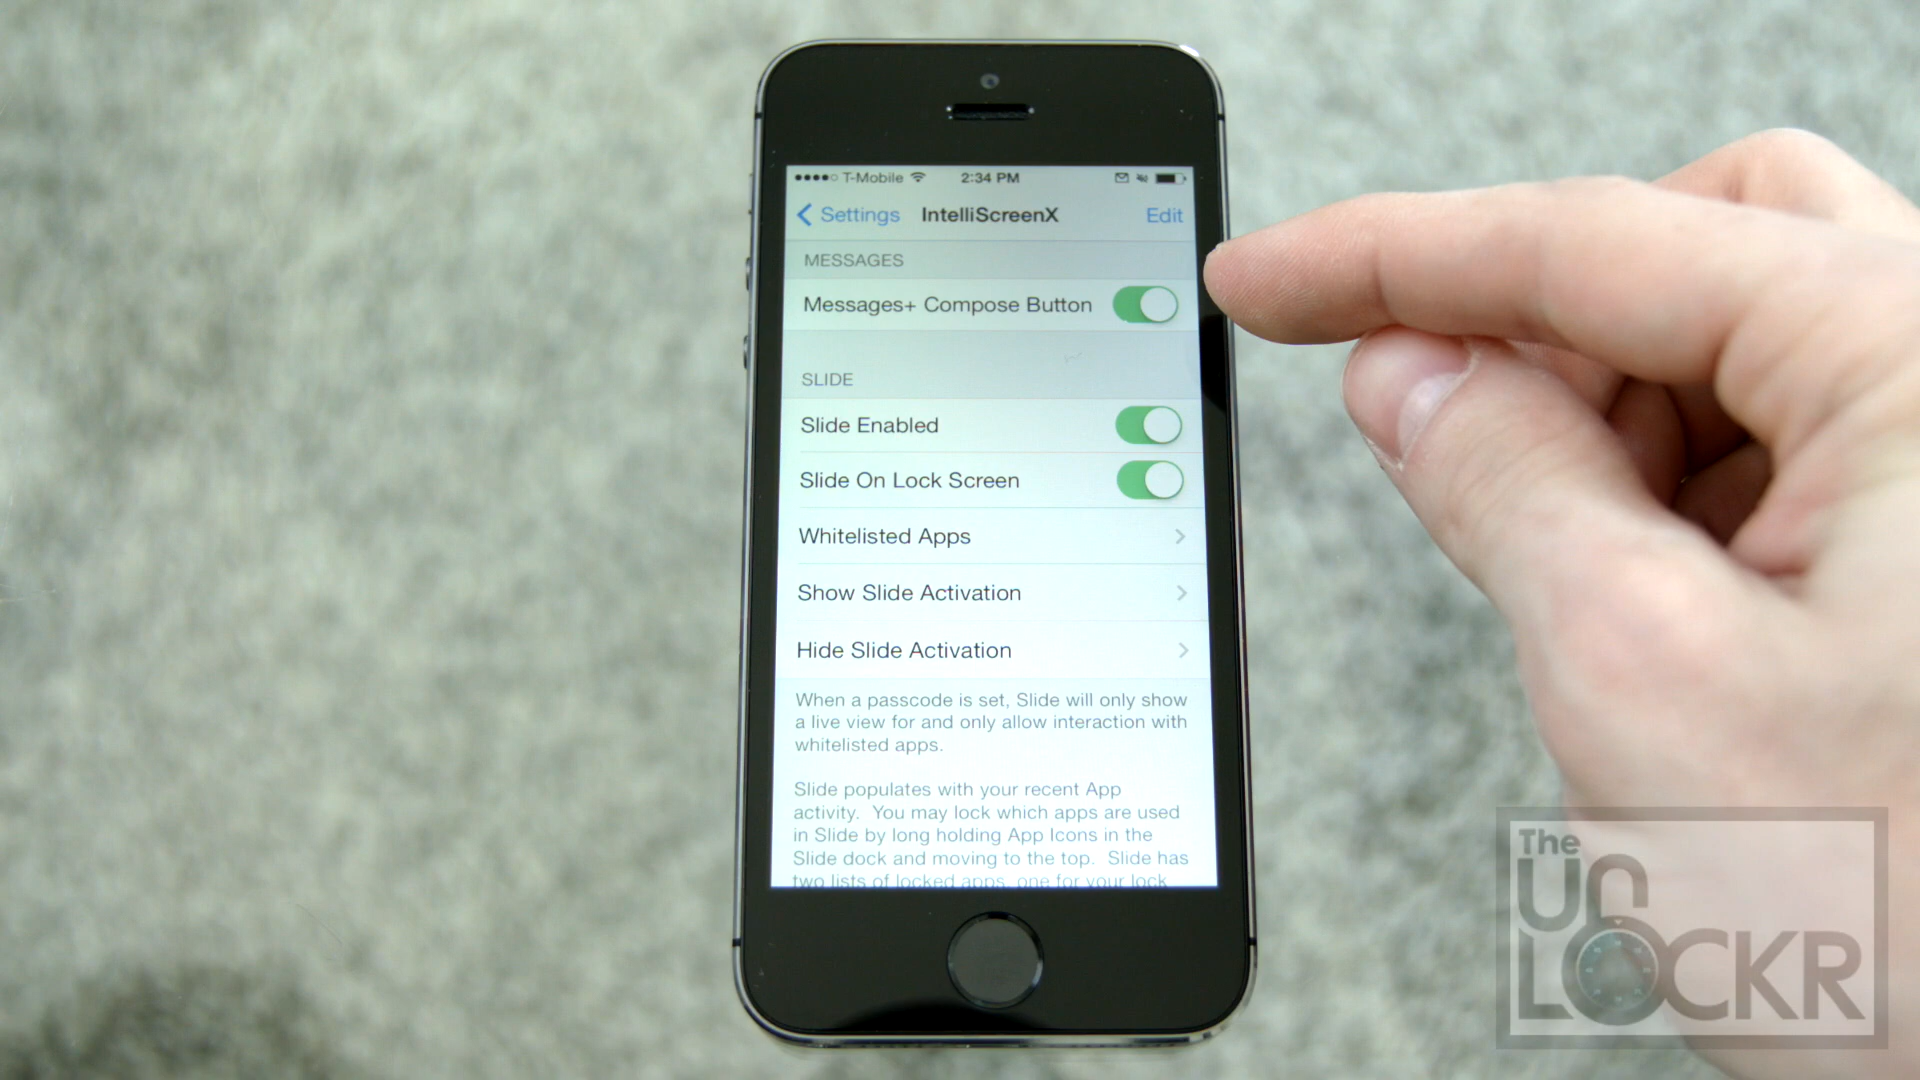 T-Mobile 2:34 PM
Settings IntelliScreenX Edit
MESSAGES
Messages+ Compose Button
SLIDE
Slide Enabled
Slide On Lock Screen
Whitelisted Apps
Show Slide Activation
Hide Slide Activation
When a passcode is set, Slide will only show
a live view for and only allow interaction with
whitelisted apps.
Slide populates with your recent App
activity.  You may lock which apps are used
in Slide by long holding App Icons in the
Slide dock and moving to the top.  Slide has
two lists of locked apps, one for your lock
The
UN
LOCKR